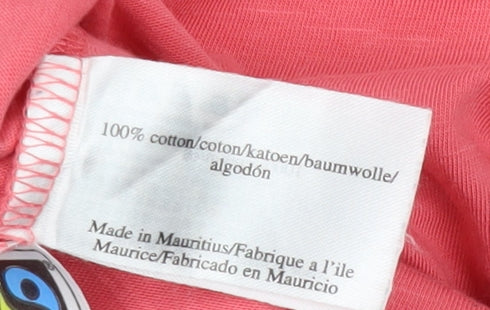 100% cotton/coton/katoen/baumwolle/
algodón
Made in Mauritius/Fabrique a l'ile
Maurice/Fabricado en Mauricio